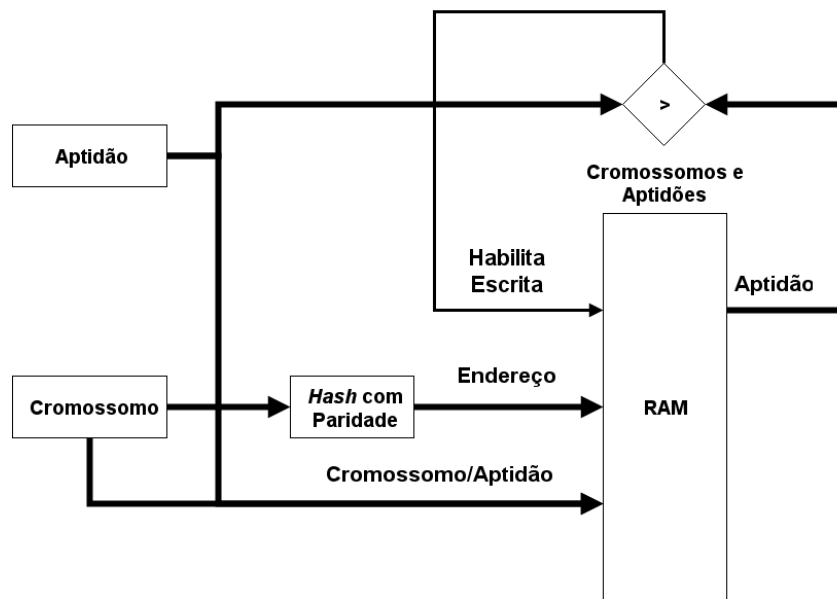 >
Aptidão
Cromossomos e
Aptidões
Habilita
Escrita
Aptidão
Endereço
Cromossomo
Hash com
Paridade
RAM
Cromossomo/Aptidão